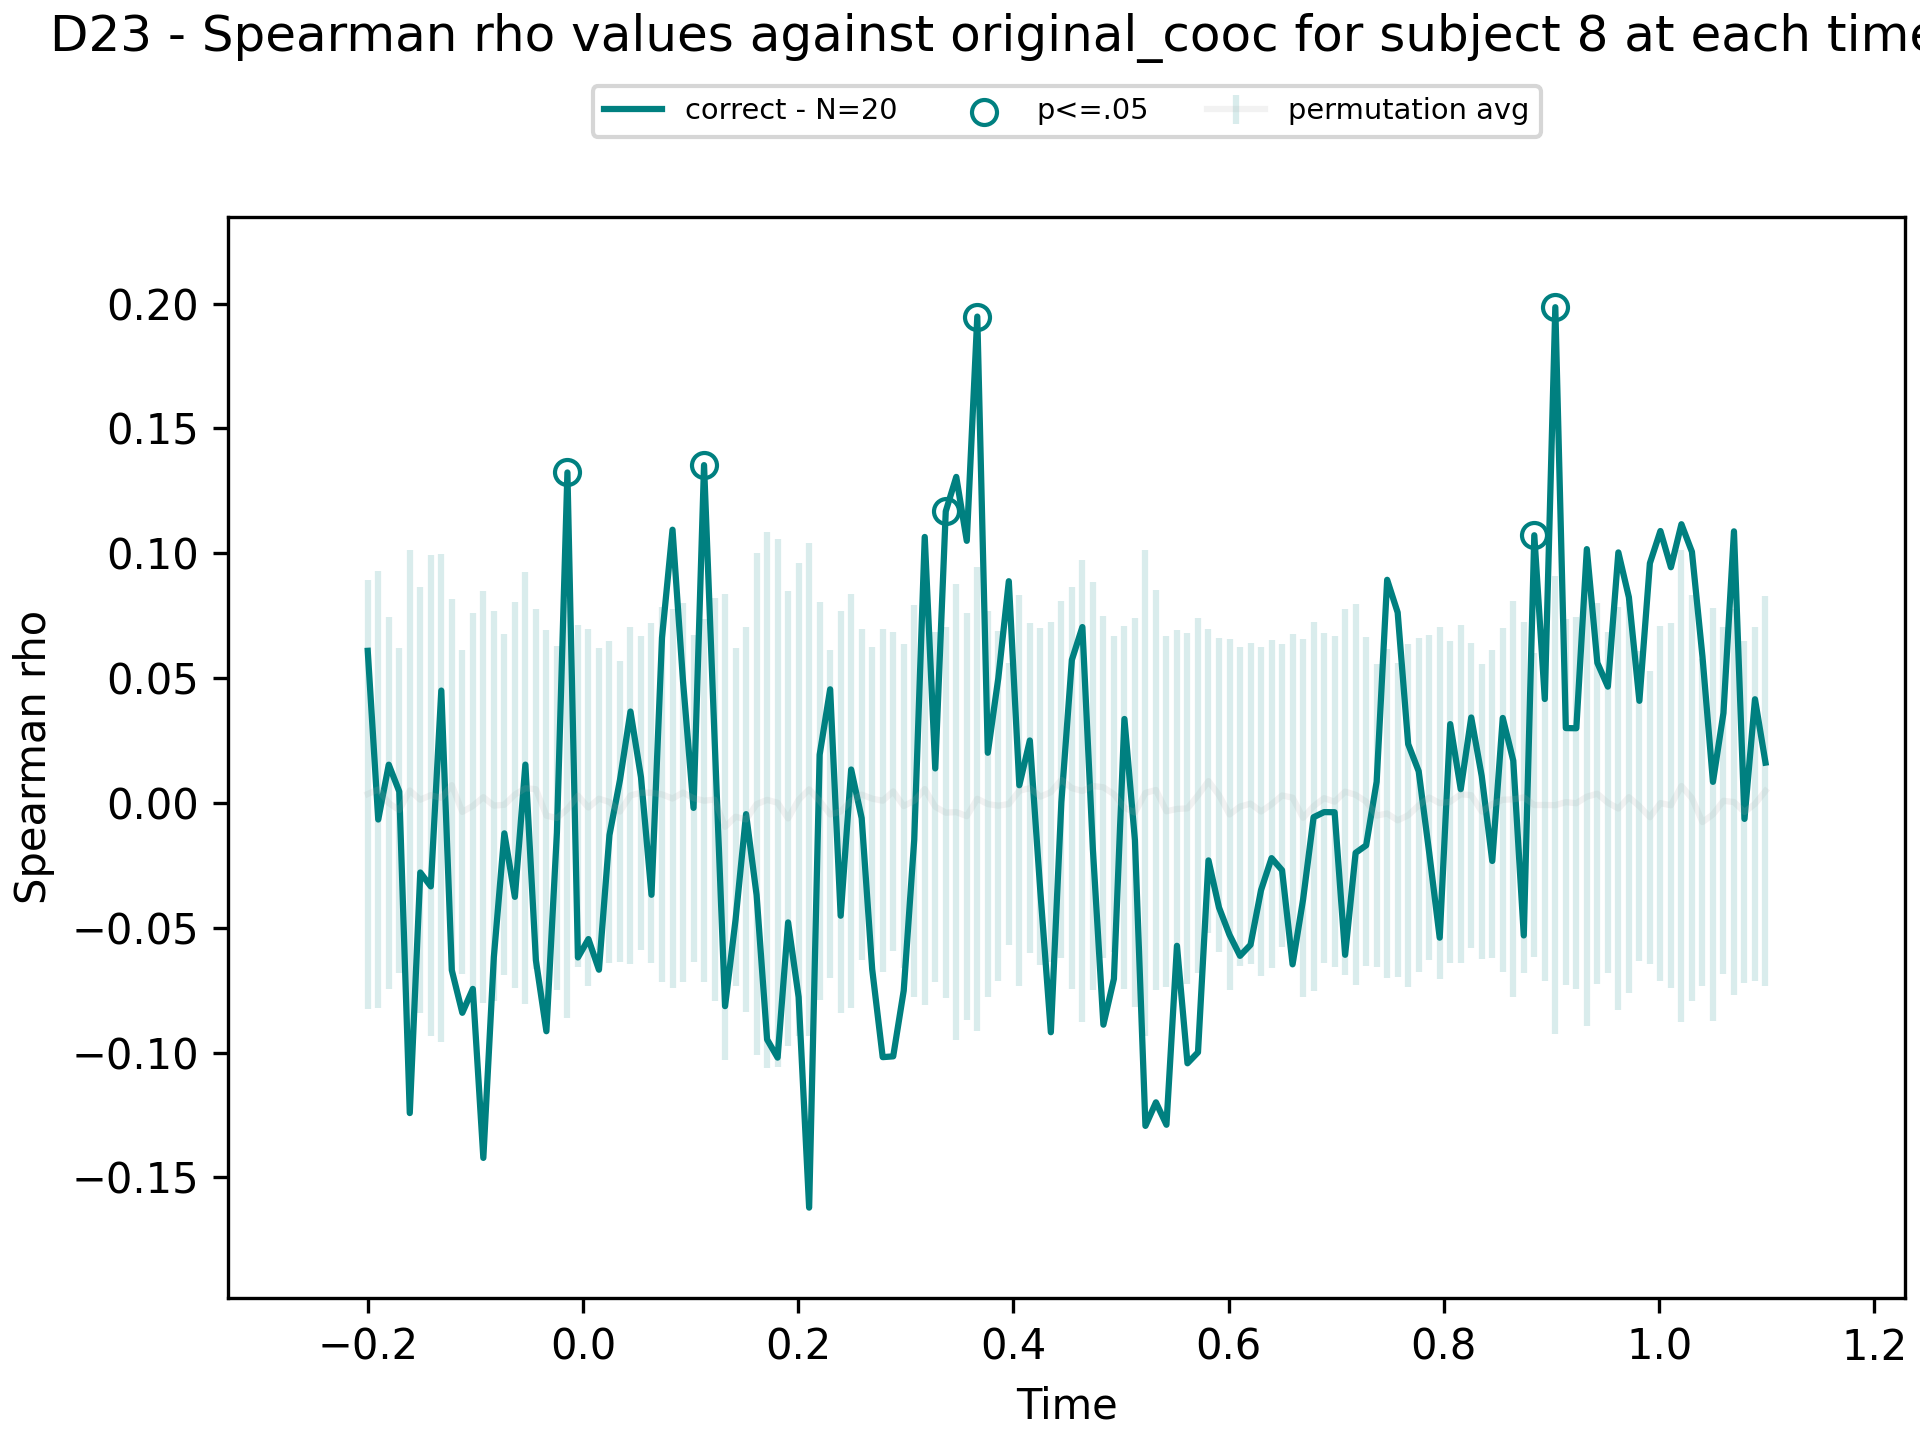 D23 - Spearman rho values against original_cooc for subject 8 at each time
correct - N=20 p<=.05 permutation avg
Spearman rho
0.20
0.15
0.10
0.05
0.00
−0.05
−0.10
−0.15
−0.2 0.0 0.2 0.4 0.6 0.8 1.0 1.2
Time